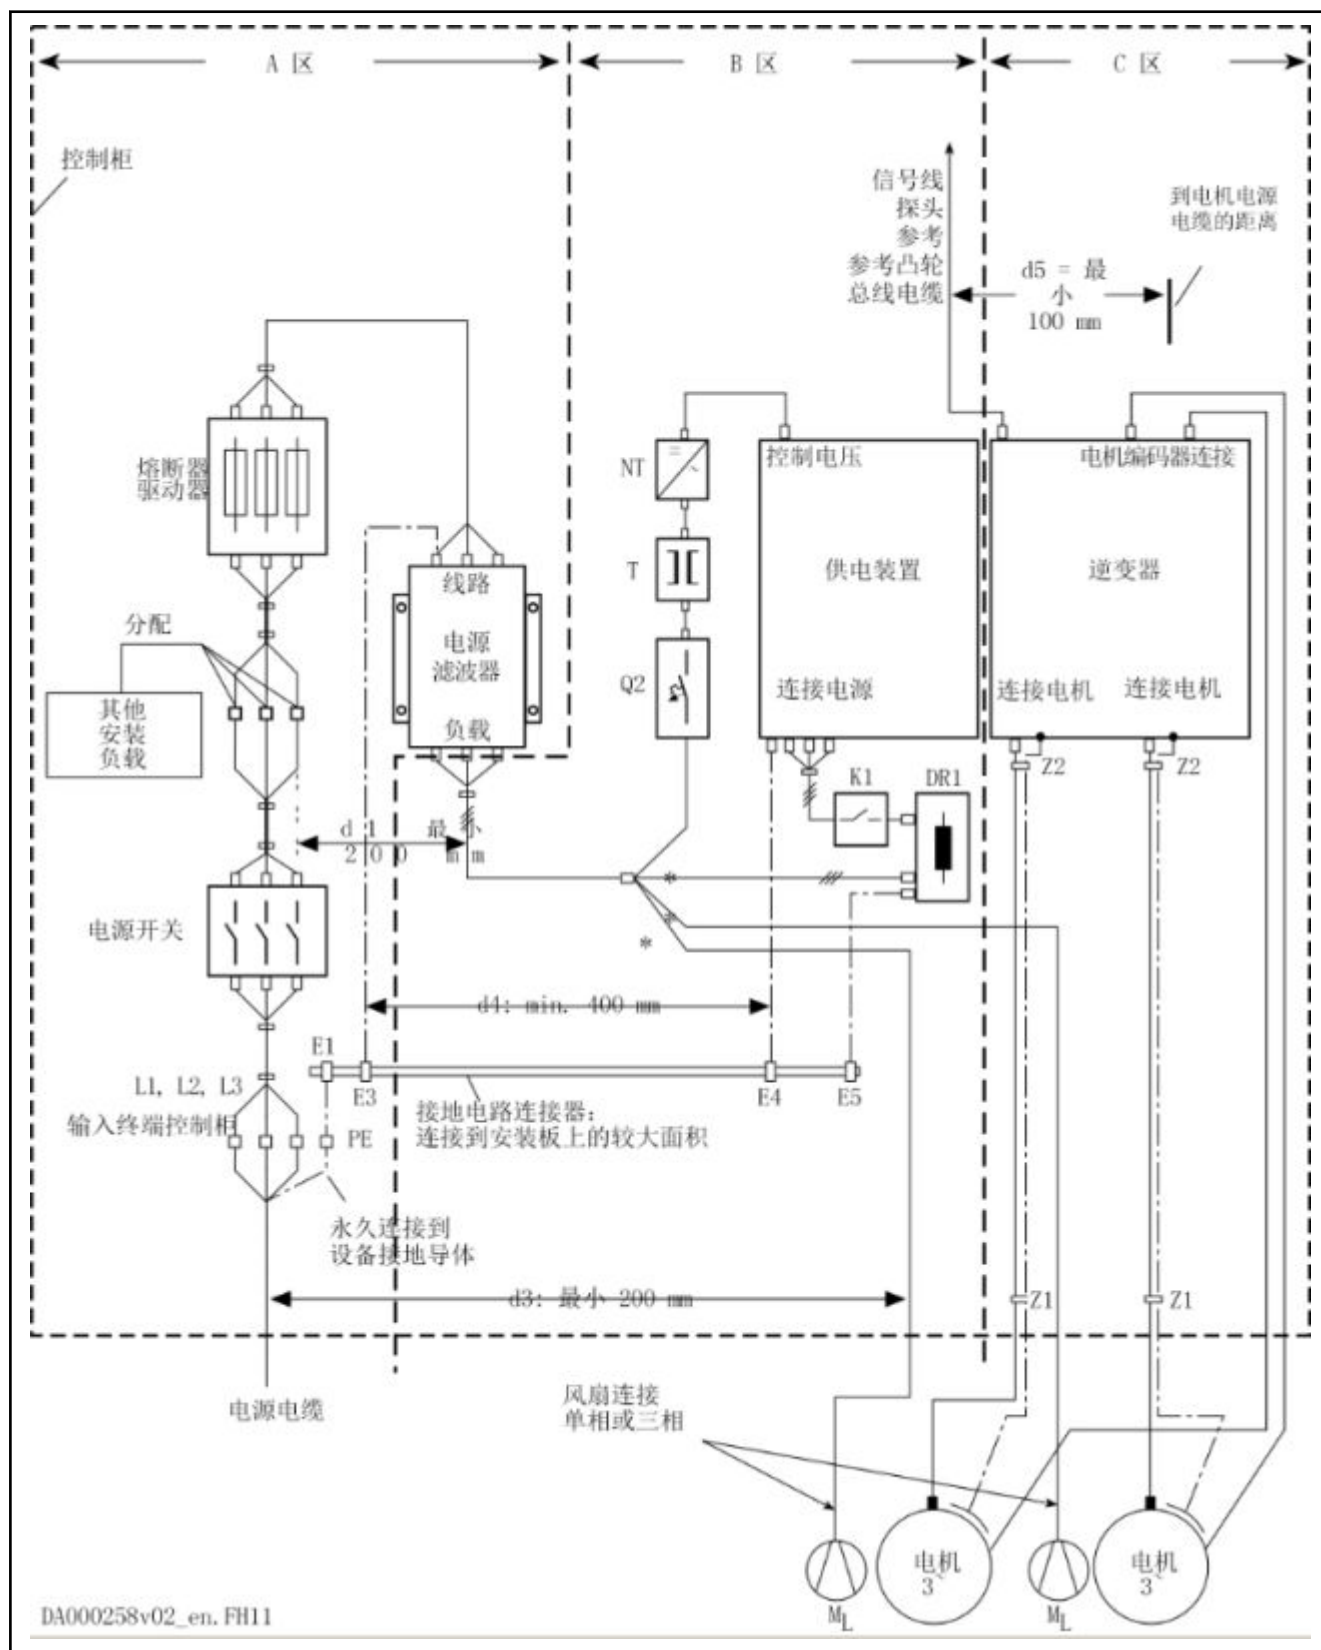 A 区
B 区
C 区
控制柜
信号线
探头
参考
参考凸轮
总线电缆
到电机电源
电缆的距离
d5 = 最
小
100 mm
熔断器
驱动器
线路
电源
滤波器
负载
分配
其他
安装
负载
NT
T
Q2
控制电压
供电装置
连接电源
电机编码器连接
逆变器
连接电机
连接电机
Z2
Z2
K1
DR1
d 1 最 小
2 0 0 m m
*
*
*
电源开关
d4: min. 400 mm
E1
E3
E4
E5
L1, L2, L3
输入终端控制柜
PE
接地电路连接器:
连接到安装板上的较大面积
永久连接到
设备接地导体
d3: 最小 200 mm
Z1
Z1
电源电缆
风扇连接
单相或三相
电机
3~
电机
3~
ML
ML
DA000258v02_en.FH11